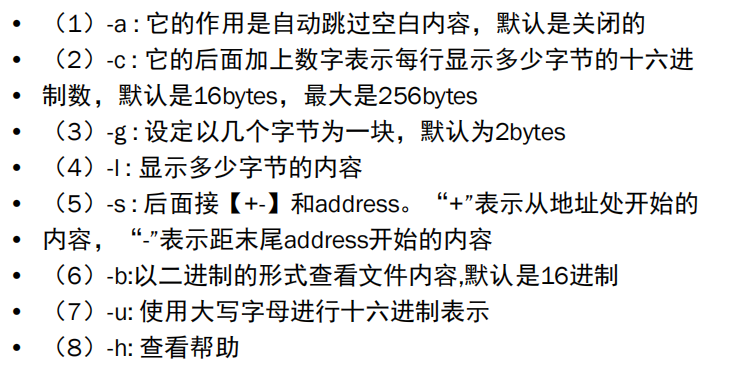 • （1）-a : 它的作用是自动跳过空白内容，默认是关闭的
• （2）-c : 它的后面加上数字表示每行显示多少字节的十六进
• 制数，默认是16bytes，最大是256bytes
• （3）-g : 设定以几个字节为一块，默认为2bytes
• （4）-l : 显示多少字节的内容
• （5）-s : 后面接【+-】和address。“+”表示从地址处开始的
• 内容，“-”表示距末尾address开始的内容
• （6）-b:以二进制的形式查看文件内容,默认是16进制
• （7）-u: 使用大写字母进行十六进制表示
• （8）-h: 查看帮助